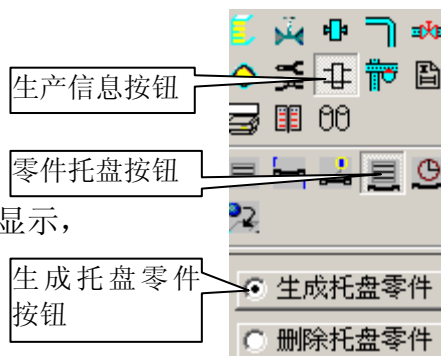 生产信息按钮
零件托盘按钮
显示，
生成托盘零件
按钮
生成托盘零件
删除托盘零件